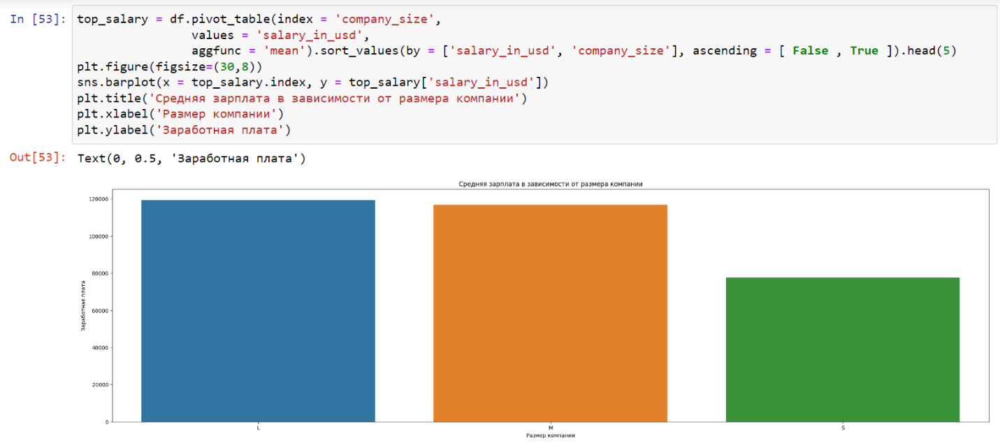 In [53]: top_salary = df.pivot_table(index = 'company_size',
values = 'salary_in_usd',
aggfunc = 'mean').sort_values(by = ['salary_in_usd', 'company_size'], ascending = [ False , True ]).head(5)
plt.figure(figsize=(30,8))
sns.barplot(x = top_salary.index, y = top_salary['salary_in_usd'])
plt.title('Средняя зарплата в зависимости от размера компании')
plt.xlabel('Размер компании')
plt.ylabel('Заработная плата')
Out[53]: Text(0, 0.5, 'Заработная плата')
Средняя зарплата в зависимости от размера компании
120000
100000
80000
60000
40000
20000
0
Заработная плата
L M S
Размер компании